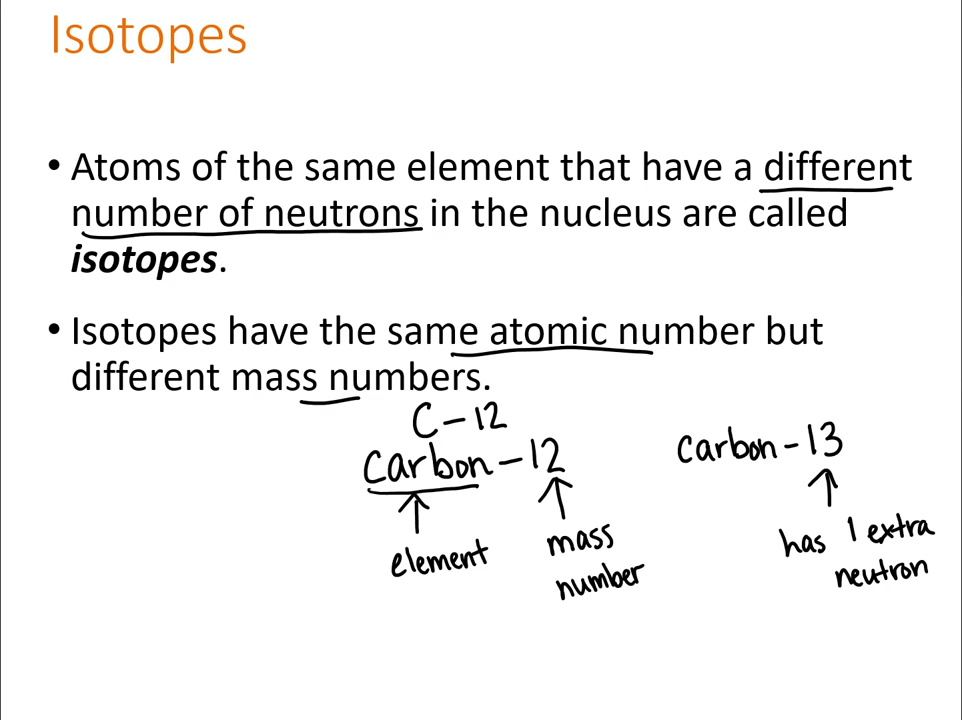 Isotopes
• Atoms of the same element that have a different
number of neutrons in the nucleus are called
isotopes.
• Isotopes have the same atomic number but
different mass numbers.
C-12
carbon-12
carbon-13
element
mass
number
has 1 extra
neutron